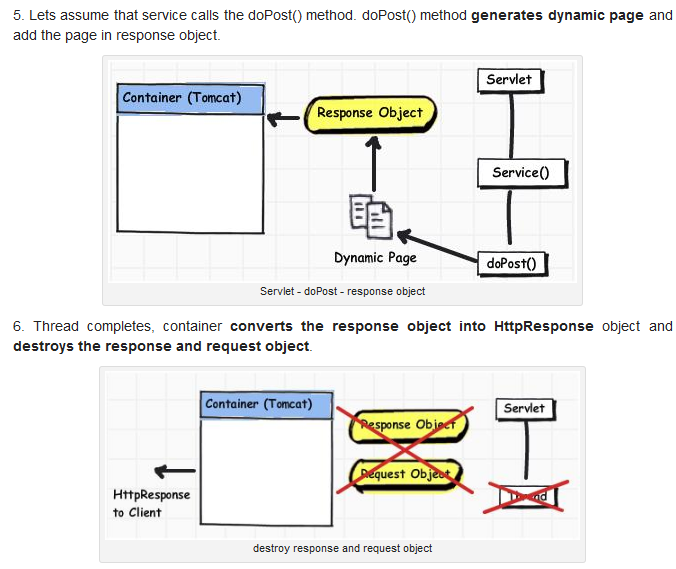 5. Lets assume that service calls the doPost() method. doPost() method generates dynamic page and
add the page in response object.
Servlet
Container (Tomcat)
Response Object
Service()
Dynamic Page
doPost()
Servlet - doPost - response object
6. Thread completes, container converts the response object into HttpResponse object and
destroys the response and request object.
Container (Tomcat)
Servlet
Response Object
Request Object
HttpResponse
to Client
Thread
destroy response and request object